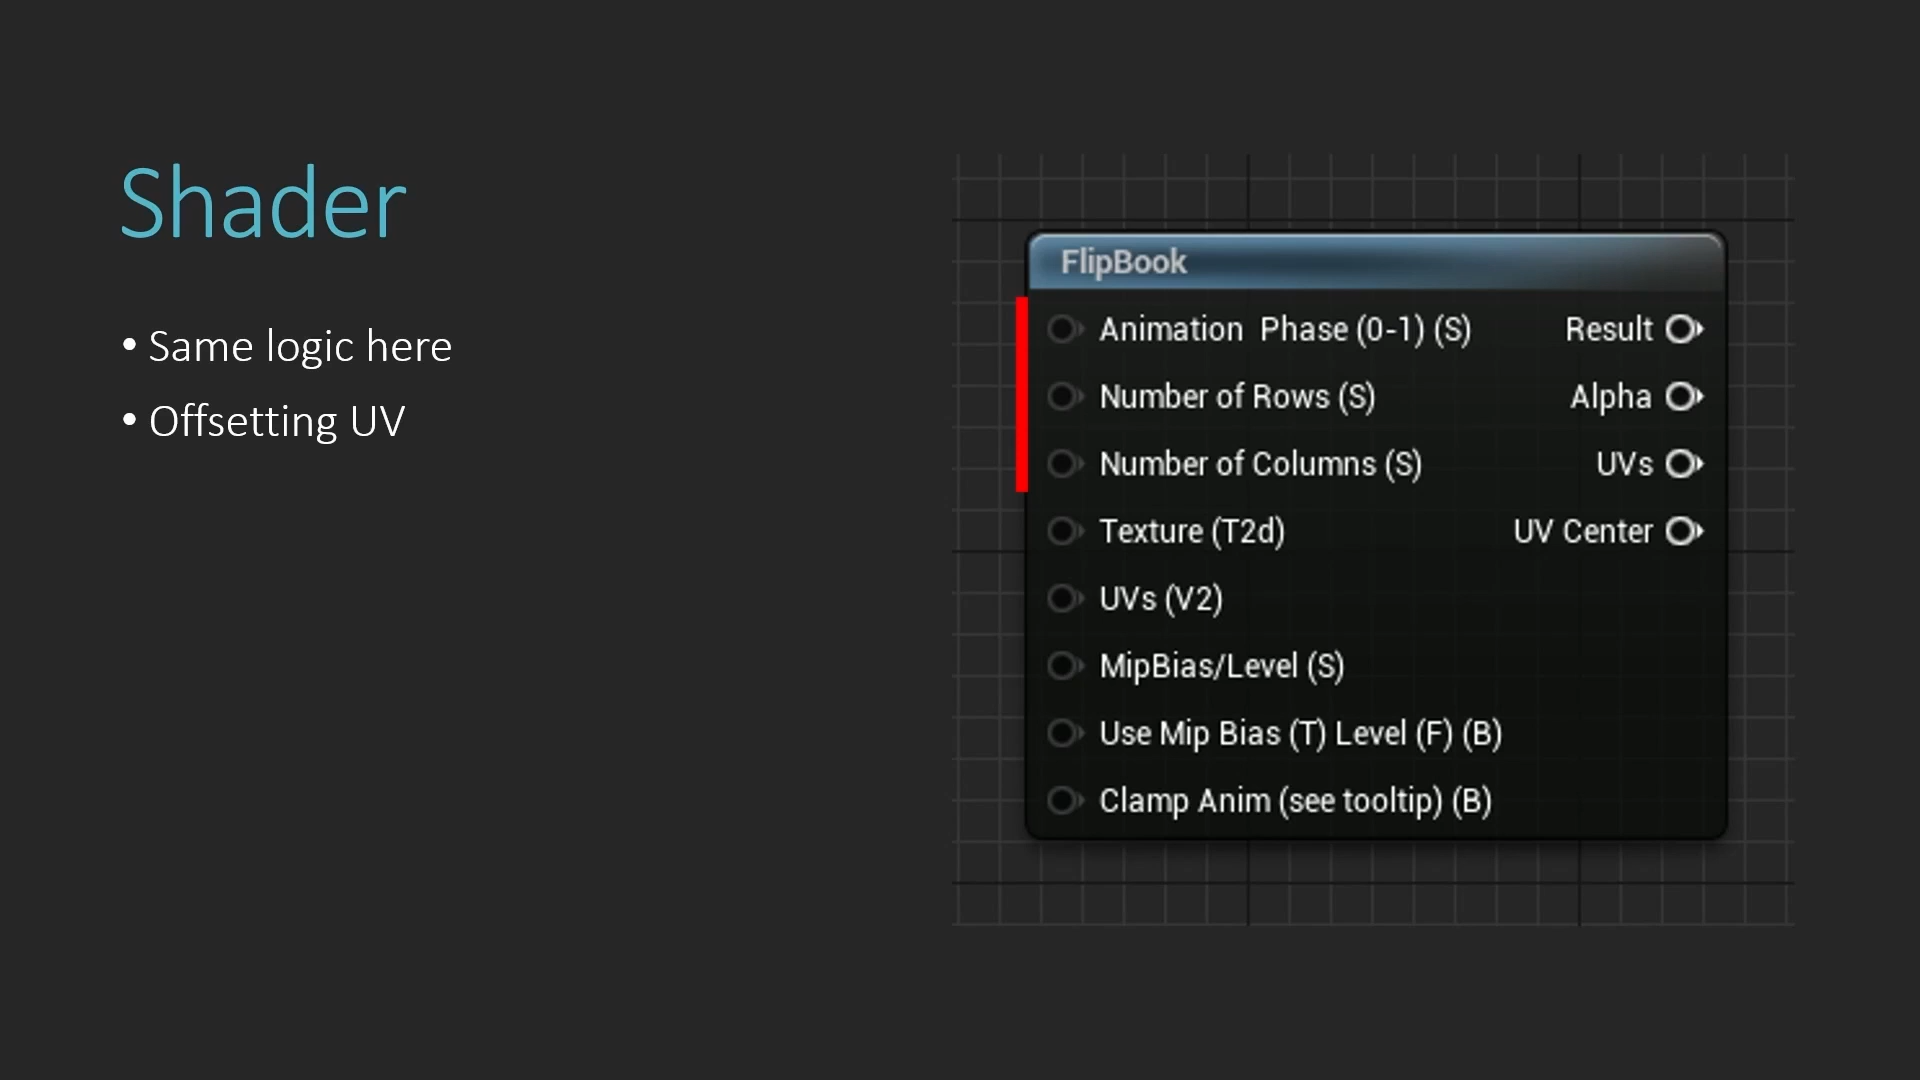 Shader
• Same logic here
• Offsetting UV
FlipBook
Animation Phase (0-1) (S) Result
Number of Rows (S) Alpha
Number of Columns (S) UVs
Texture (T2d) UV Center
UVs (V2)
MipBias/Level (S)
Use Mip Bias (T) Level (F) (B)
Clamp Anim (see tooltip) (B)